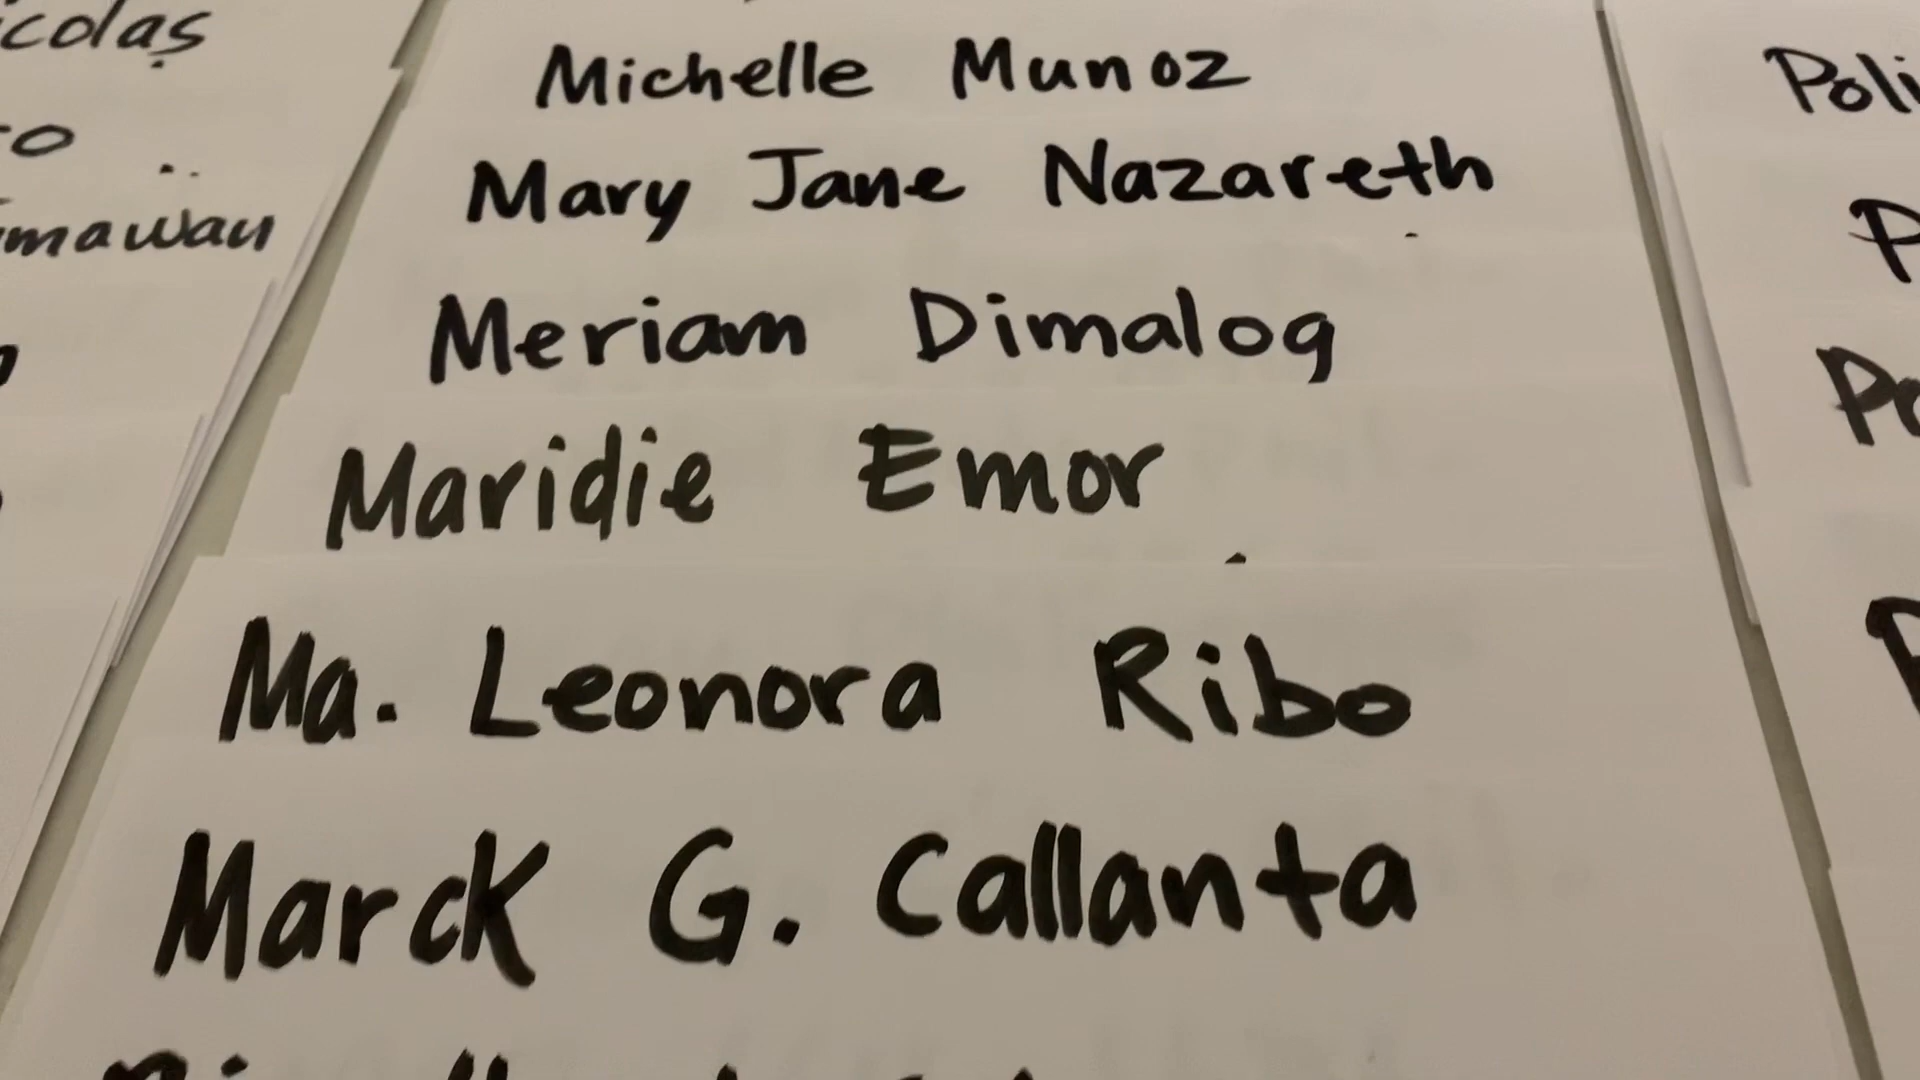 Michelle Munoz
Mary Jane Nazareth
Meriam Dimalog
Maridie Emor
Ma. Leonora Ribo
Marck G. Callanta